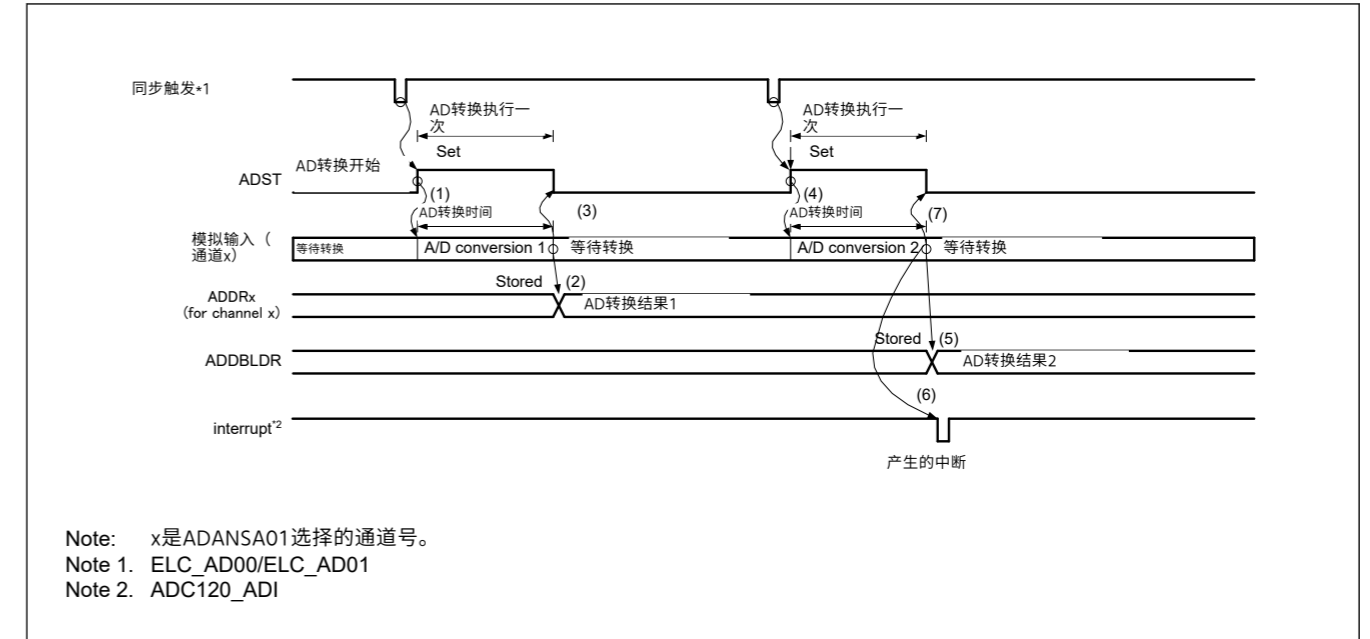 同步触发*1
AD转换执行一
次
AD转换执行一
次
Set
Set
AD转换开始
ADST
(1)
(4)
AD转换时间
(3)
AD转换时间
(7)
模拟输入（
通道x）
等待转换
A/D conversion 1
等待转换
A/D conversion 2
等待转换
Stored
(2)
ADDRx
(for channel x)
AD转换结果1
Stored
(5)
ADDBLDR
AD转换结果2
(6)
interrupt*2
产生的中断
Note: x是ADANSA01选择的通道号。
Note 1. ELC_AD00/ELC_AD01
Note 2. ADC120_ADI